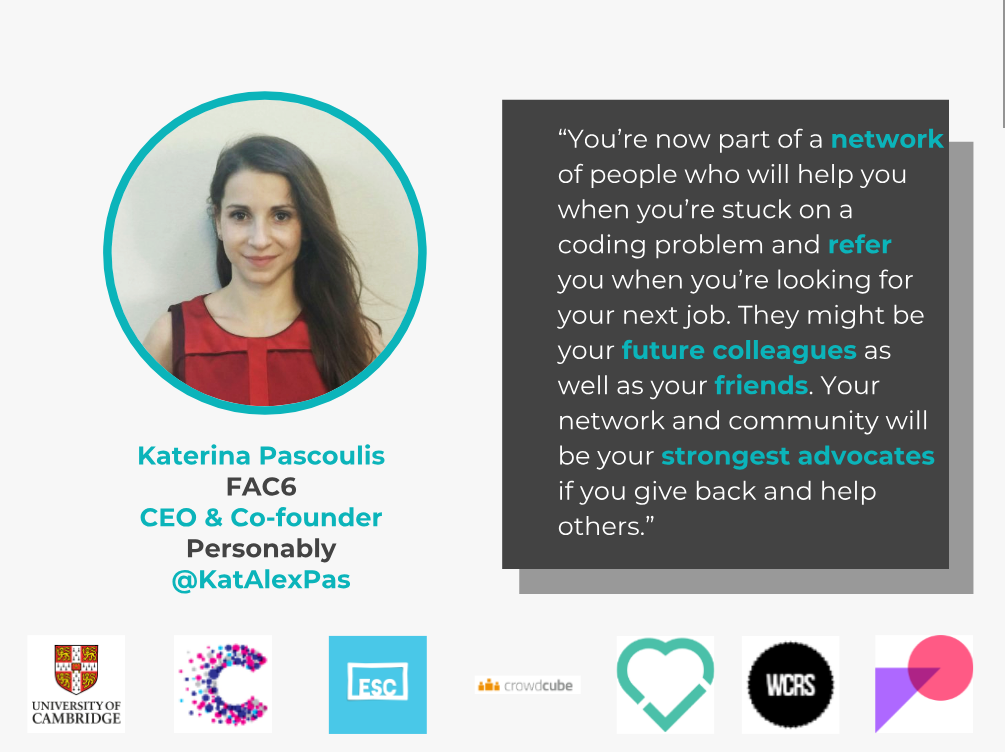 “You’re now part of a network
of people who will help you
when you’re stuck on a
coding problem and refer
you when you’re looking for
your next job. They might be
your future colleagues as
well as your friends. Your
network and community will
be your strongest advocates
if you give back and help
others.”
Katerina Pascoulis
FAC6
CEO & Co-founder
Personably
@KatAlexPas
UNIVERSITY OF
CAMBRIDGE
ESC
crowdcube
WCRS